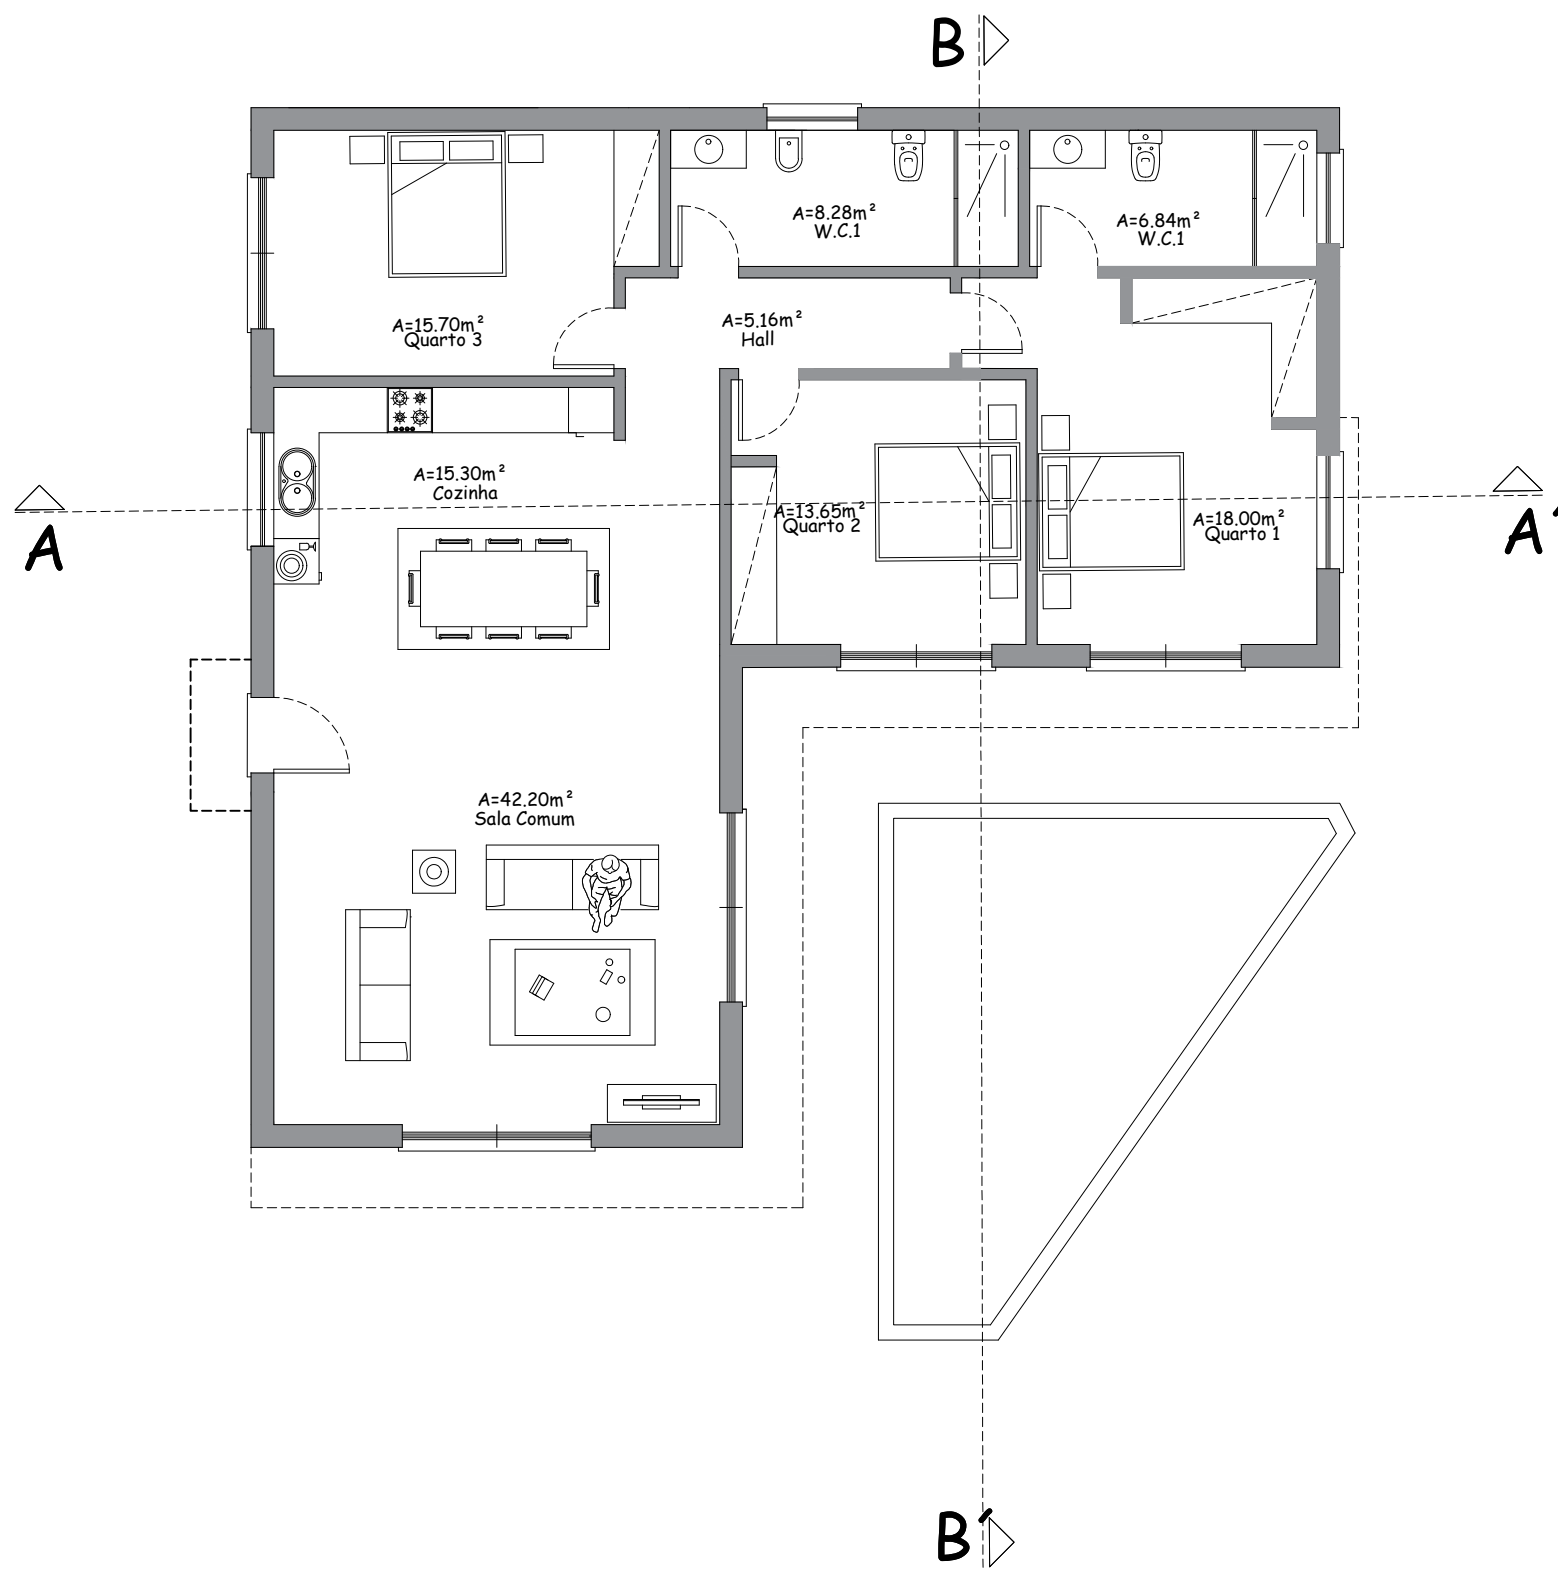 B
A=8.28m²
W.C.1
A=6.84m²
W.C.1
A=15.70m²
Quarto 3
A=5.16m²
Hall
A=15.30m²
Cozinha
A=13.65m²
Quarto 2
A=18.00m²
Quarto 1
A
A´
A=42.20m²
Sala Comum
B´